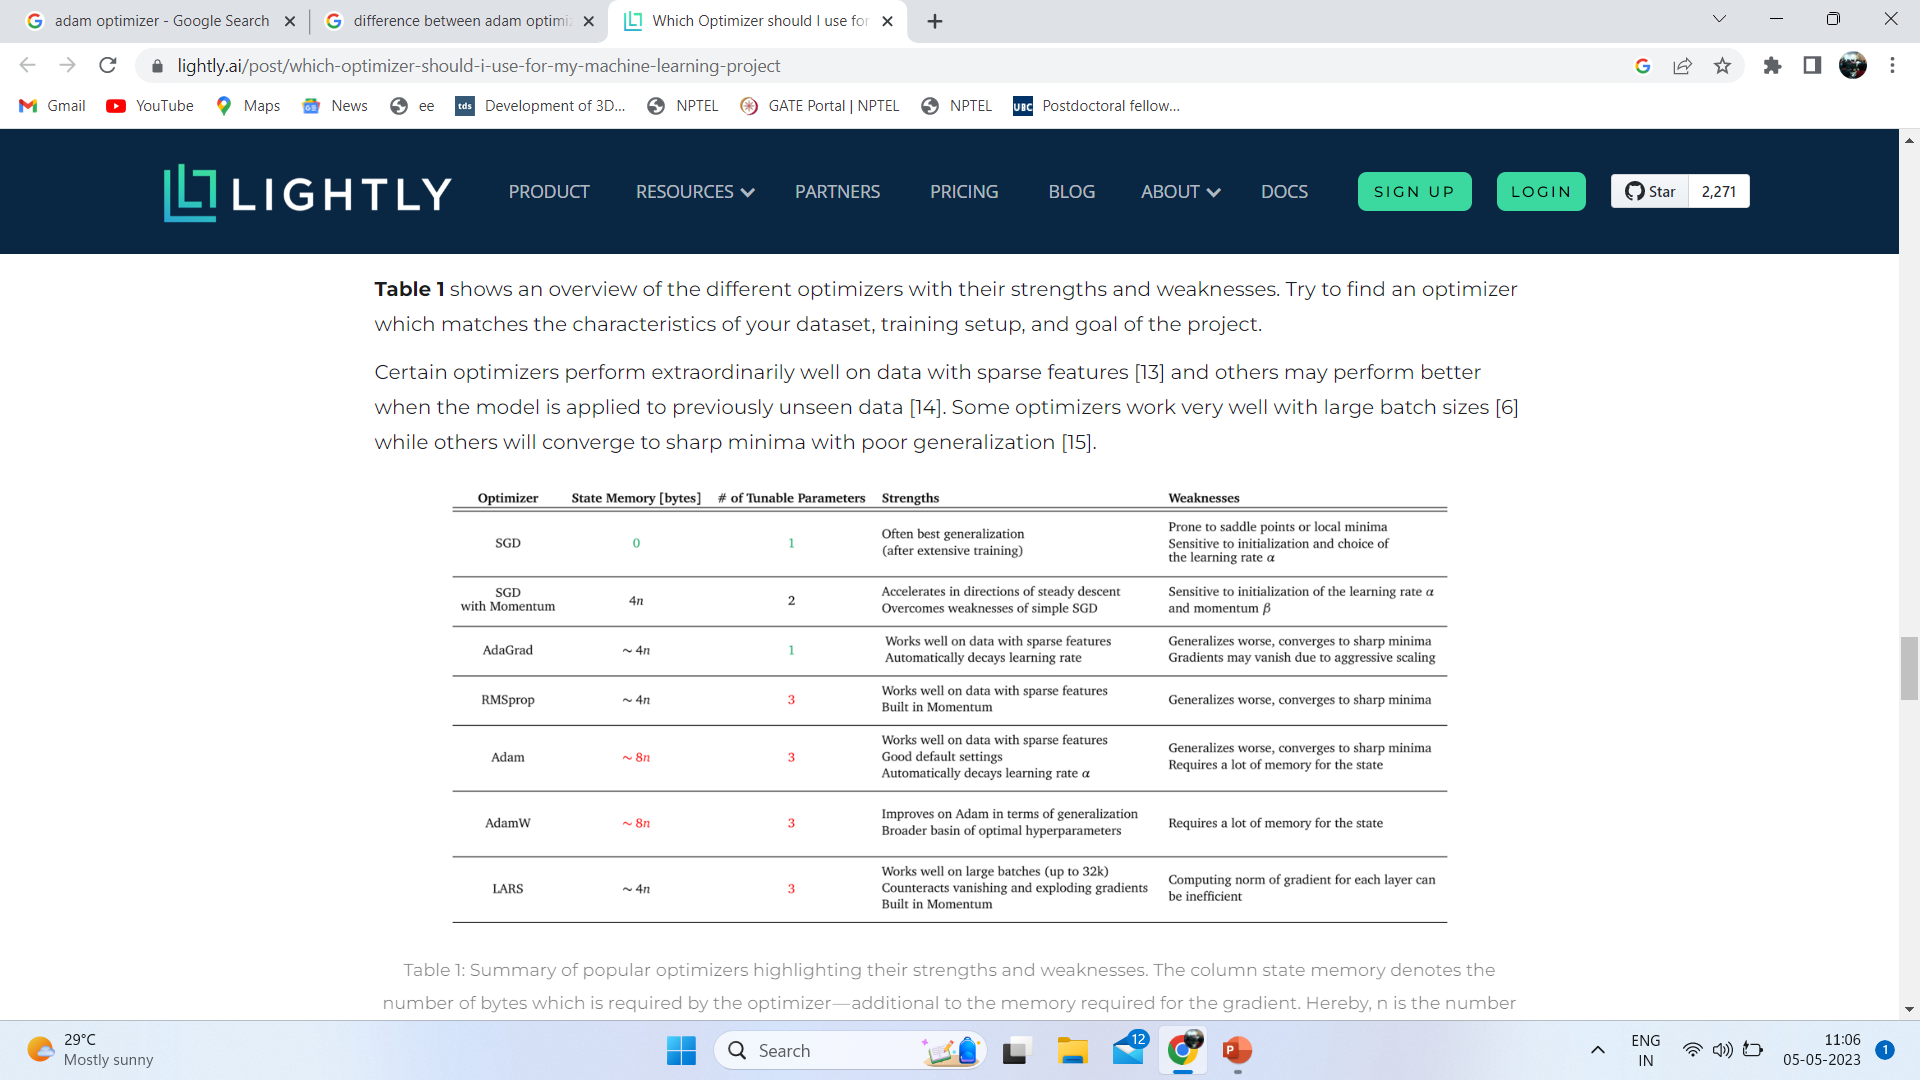 adam optimizer - Google Search
difference between adam optimi
Which Optimizer should I use for
lightly.ai/post/which-optimizer-should-i-use-for-my-machine-learning-project
Gmail YouTube Maps News ee Development of 3D... NPTEL GATE Portal | NPTEL NPTEL Postdoctoral fellow...
LIGHTLY PRODUCT RESOURCES PARTNERS PRICING BLOG ABOUT DOCS SIGN UP LOGIN Star 2,271
Table 1 shows an overview of the different optimizers with their strengths and weaknesses. Try to find an optimizer
which matches the characteristics of your dataset, training setup, and goal of the project.
Certain optimizers perform extraordinarily well on data with sparse features [13] and others may perform better
when the model is applied to previously unseen data [14]. Some optimizers work very well with large batch sizes [6]
while others will converge to sharp minima with poor generalization [15].
Optimizer State Memory [bytes] # of Tunable Parameters Strengths Weaknesses
SGD 0 1
Often best generalization
(after extensive training)
Prone to saddle points or local minima
Sensitive to initialization and choice of
the learning rate α
SGD
with Momentum
4n 2
Accelerates in directions of steady descent
Overcomes weaknesses of simple SGD
Sensitive to initialization of the learning rate α
and momentum β
AdaGrad ~ 4n 1
Works well on data with sparse features
Automatically decays learning rate
Generalizes worse, converges to sharp minima
Gradients may vanish due to aggressive scaling
RMSprop ~ 4n 3
Works well on data with sparse features
Built in Momentum
Generalizes worse, converges to sharp minima
Adam ~ 8n 3
Works well on data with sparse features
Good default settings
Automatically decays learning rate α
Generalizes worse, converges to sharp minima
Requires a lot of memory for the state
AdamW ~ 8n 3
Improves on Adam in terms of generalization
Broader basin of optimal hyperparameters
Requires a lot of memory for the state
LARS ~ 4n 3
Works well on large batches (up to 32k)
Counteracts vanishing and exploding gradients
Built in Momentum
Computing norm of gradient for each layer can
be inefficient
Table 1: Summary of popular optimizers highlighting their strengths and weaknesses. The column state memory denotes the
number of bytes which is required by the optimizer—additional to the memory required for the gradient. Hereby, n is the number
29°C
Mostly sunny
Search
12
ENG
IN
11:06
05-05-2023
1